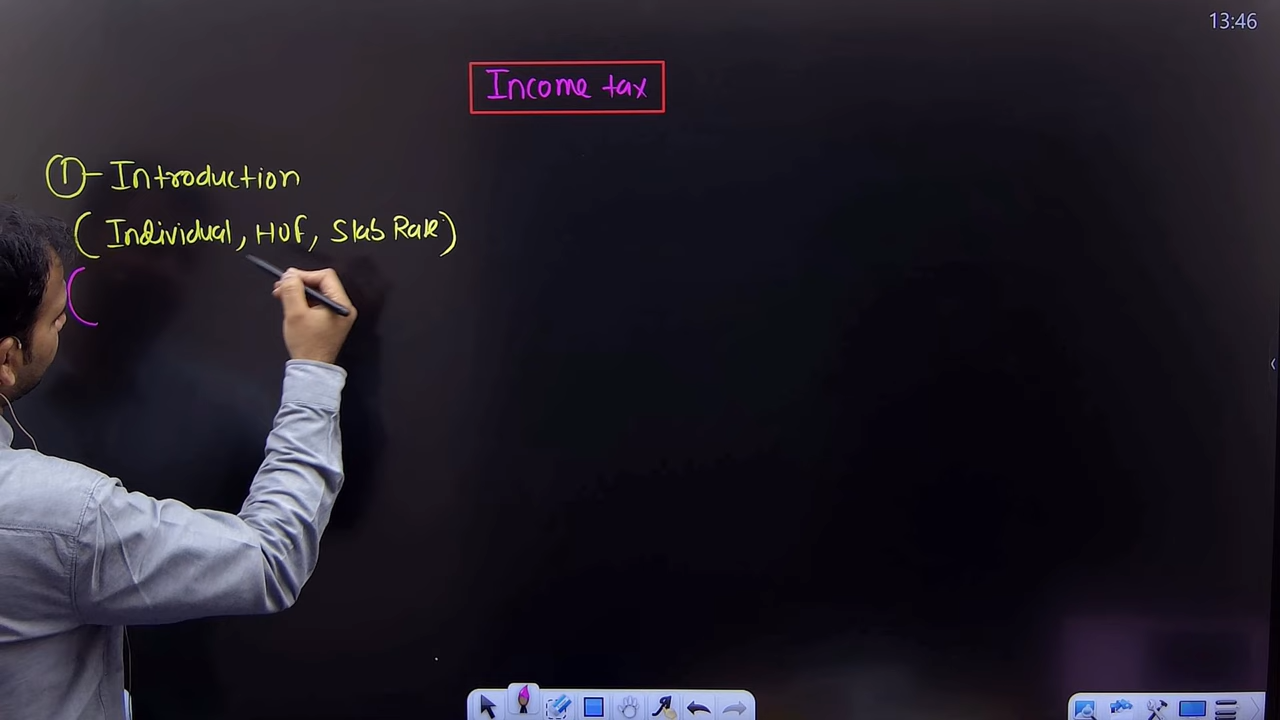 13:46
Income tax
①- Introduction
(Individual, HUF, Slab Rate)
(